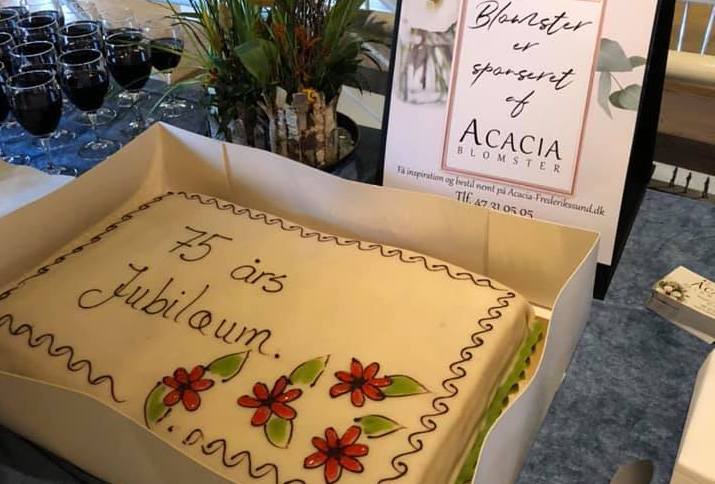 Blomster
er
sponseret
af
ACACIA
BLOMSTER
Få inspiration og bestil nemt på Acacia-Frederikssund.dk
Tlf. 47 31 05 05
75 års
Jubilæum.